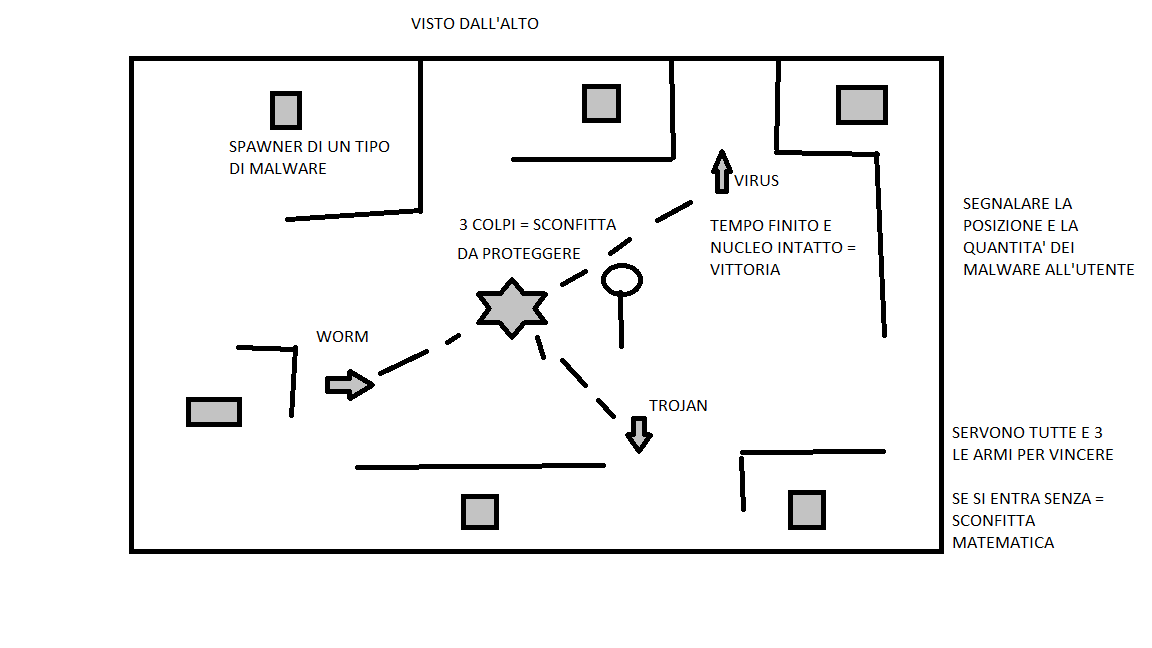 VISTO DALL'ALTO
SPAWNER DI UN TIPO
DI MALWARE
VIRUS
3 COLPI = SCONFITTA
DA PROTEGGERE
TEMPO FINITO E
NUCLEO INTATTO =
VITTORIA
SEGNALARE LA
POSIZIONE E LA
QUANTITA' DEI
MALWARE ALL'UTENTE
WORM
TROJAN
SERVONO TUTTE E 3
LE ARMI PER VINCERE
SE SI ENTRA SENZA =
SCONFITTA
MATEMATICA